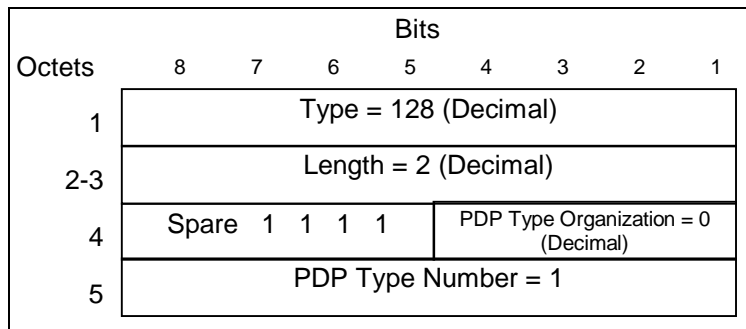 Bits
Octets 8 7 6 5 4 3 2 1
1 Type = 128 (Decimal)
2-3 Length = 2 (Decimal)
4 Spare 1 1 1 1 PDP Type Organization = 0
(Decimal)
5 PDP Type Number = 1